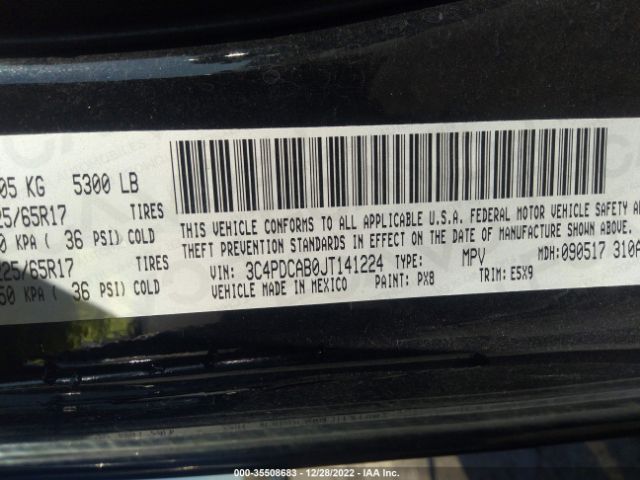 05 KG 5300 LB
25/65R17 TIRES
0 KPA ( 36 PSI) COLD
225/65R17 TIRES
50 KPA ( 36 PSI) COLD
THIS VEHICLE CONFORMS TO ALL APPLICABLE U.S.A. FEDERAL MOTOR VEHICLE SAFETY A
THEFT PREVENTION STANDARDS IN EFFECT ON THE DATE OF MANUFACTURE SHOWN ABOVE.
VIN: 3C4PDCAB0JT141224 TYPE: MPV MDH:090517 310A
VEHICLE MADE IN MEXICO PAINT: PX8 TRIM: E5X9
000-35508683 / 12/28/2022 - © IAA Inc.